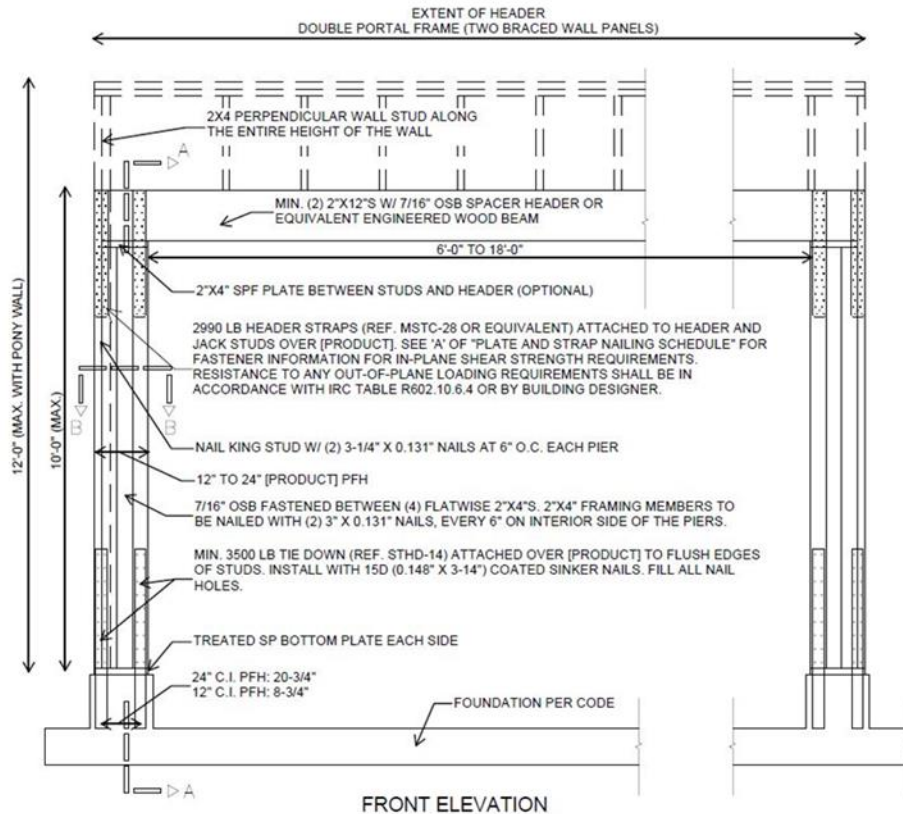 EXTENT OF HEADER
DOUBLE PORTAL FRAME (TWO BRACED WALL PANELS)
2X4 PERPENDICULAR WALL STUD ALONG
THE ENTIRE HEIGHT OF THE WALL
A
MIN. (2) 2"X12"S W/ 7/16" OSB SPACER HEADER OR
EQUIVALENT ENGINEERED WOOD BEAM
6'-0" TO 18'-0"
2"X4" SPF PLATE BETWEEN STUDS AND HEADER (OPTIONAL)
2990 LB HEADER STRAPS (REF. MSTC-28 OR EQUIVALENT) ATTACHED TO HEADER AND
JACK STUDS OVER [PRODUCT]. SEE 'A' OF "PLATE AND STRAP NAILING SCHEDULE" FOR
FASTENER INFORMATION FOR IN-PLANE SHEAR STRENGTH REQUIREMENTS.
RESISTANCE TO ANY OUT-OF-PLANE LOADING REQUIREMENTS SHALL BE IN
ACCORDANCE WITH IRC TABLE R602.10.6.4 OR BY BUILDING DESIGNER.
12'-0" (MAX. WITH PONY WALL)
10'-0" (MAX.)
B
B
NAIL KING STUD W/ (2) 3-1/4" X 0.131" NAILS AT 6" O.C. EACH PIER
12" TO 24" [PRODUCT] PFH
7/16" OSB FASTENED BETWEEN (4) FLATWISE 2"X4"S. 2"X4" FRAMING MEMBERS TO
BE NAILED WITH (2) 3" X 0.131" NAILS, EVERY 6" ON INTERIOR SIDE OF THE PIERS.
MIN. 3500 LB TIE DOWN (REF. STHD-14) ATTACHED OVER [PRODUCT] TO FLUSH EDGES
OF STUDS. INSTALL WITH 15D (0.148" X 3-14") COATED SINKER NAILS. FILL ALL NAIL
HOLES.
TREATED SP BOTTOM PLATE EACH SIDE
24" C.I. PFH: 20-3/4"
12" C.I. PFH: 8-3/4"
FOUNDATION PER CODE
A
FRONT ELEVATION